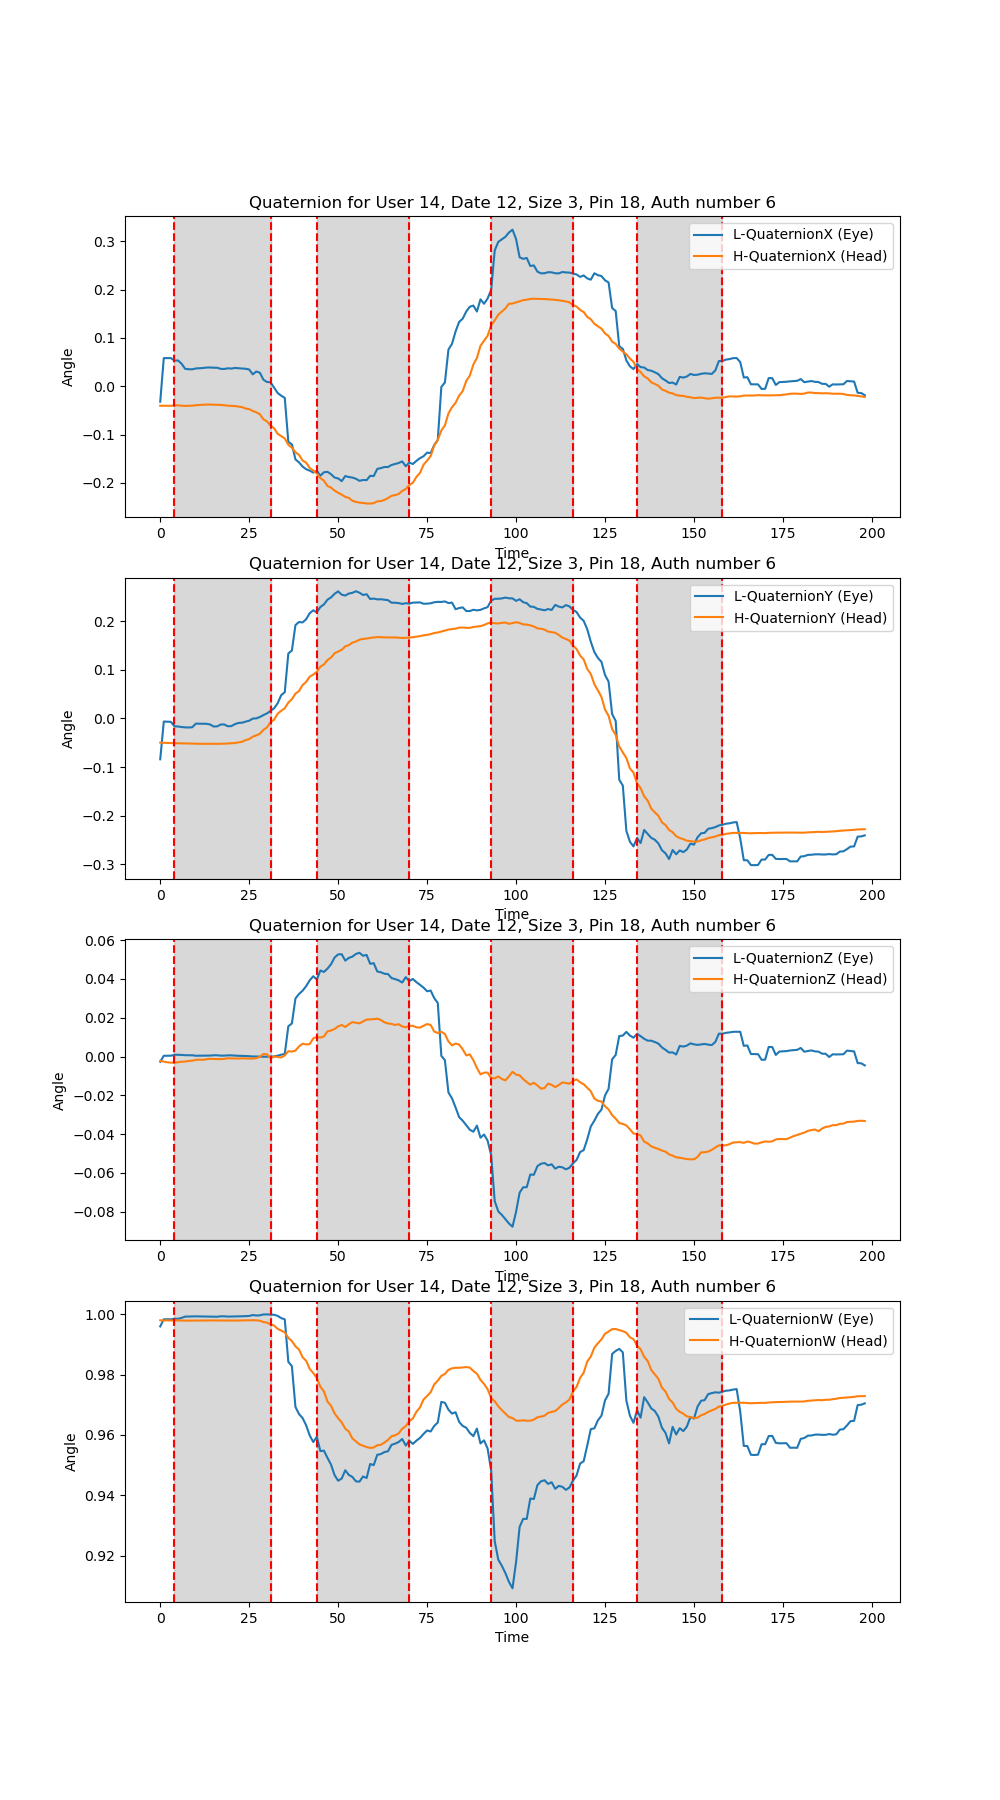 Quaternion for User 14, Date 12, Size 3, Pin 18, Auth number 6
L-QuaternionX (Eye)
H-QuaternionX (Head)
Angle
0.3
0.2
0.1
0.0
−0.1
−0.2
0 25 50 75 100 125 150 175 200
Time
Quaternion for User 14, Date 12, Size 3, Pin 18, Auth number 6
L-QuaternionY (Eye)
H-QuaternionY (Head)
Angle
0.2
0.1
0.0
−0.1
−0.2
−0.3
0 25 50 75 100 125 150 175 200
Time
Quaternion for User 14, Date 12, Size 3, Pin 18, Auth number 6
L-QuaternionZ (Eye)
H-QuaternionZ (Head)
Angle
0.06
0.04
0.02
0.00
−0.02
−0.04
−0.06
−0.08
0 25 50 75 100 125 150 175 200
Time
Quaternion for User 14, Date 12, Size 3, Pin 18, Auth number 6
L-QuaternionW (Eye)
H-QuaternionW (Head)
Angle
1.00
0.98
0.96
0.94
0.92
0 25 50 75 100 125 150 175 200
Time